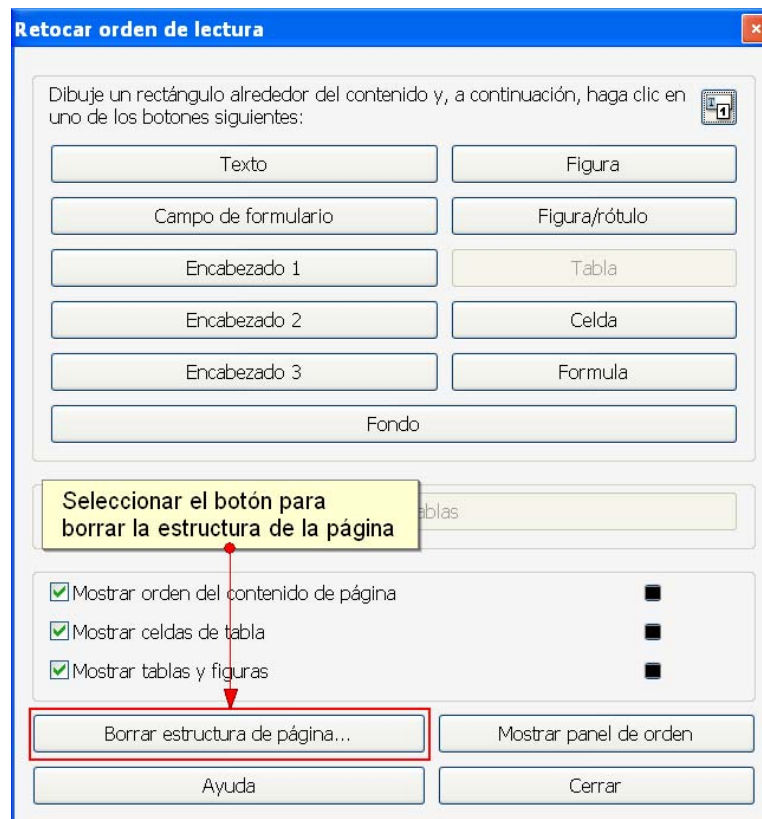 Retocar orden de lectura
Dibuje un rectángulo alrededor del contenido y, a continuación, haga clic en
uno de los botones siguientes:
Texto
Figura
Campo de formulario
Figura/rótulo
Encabezado 1
Tabla
Encabezado 2
Celda
Encabezado 3
Formula
Fondo
Seleccionar el botón para
borrar la estructura de la página
Mostrar orden del contenido de página
Mostrar celdas de tabla
Mostrar tablas y figuras
Borrar estructura de página...
Mostrar panel de orden
Ayuda
Cerrar